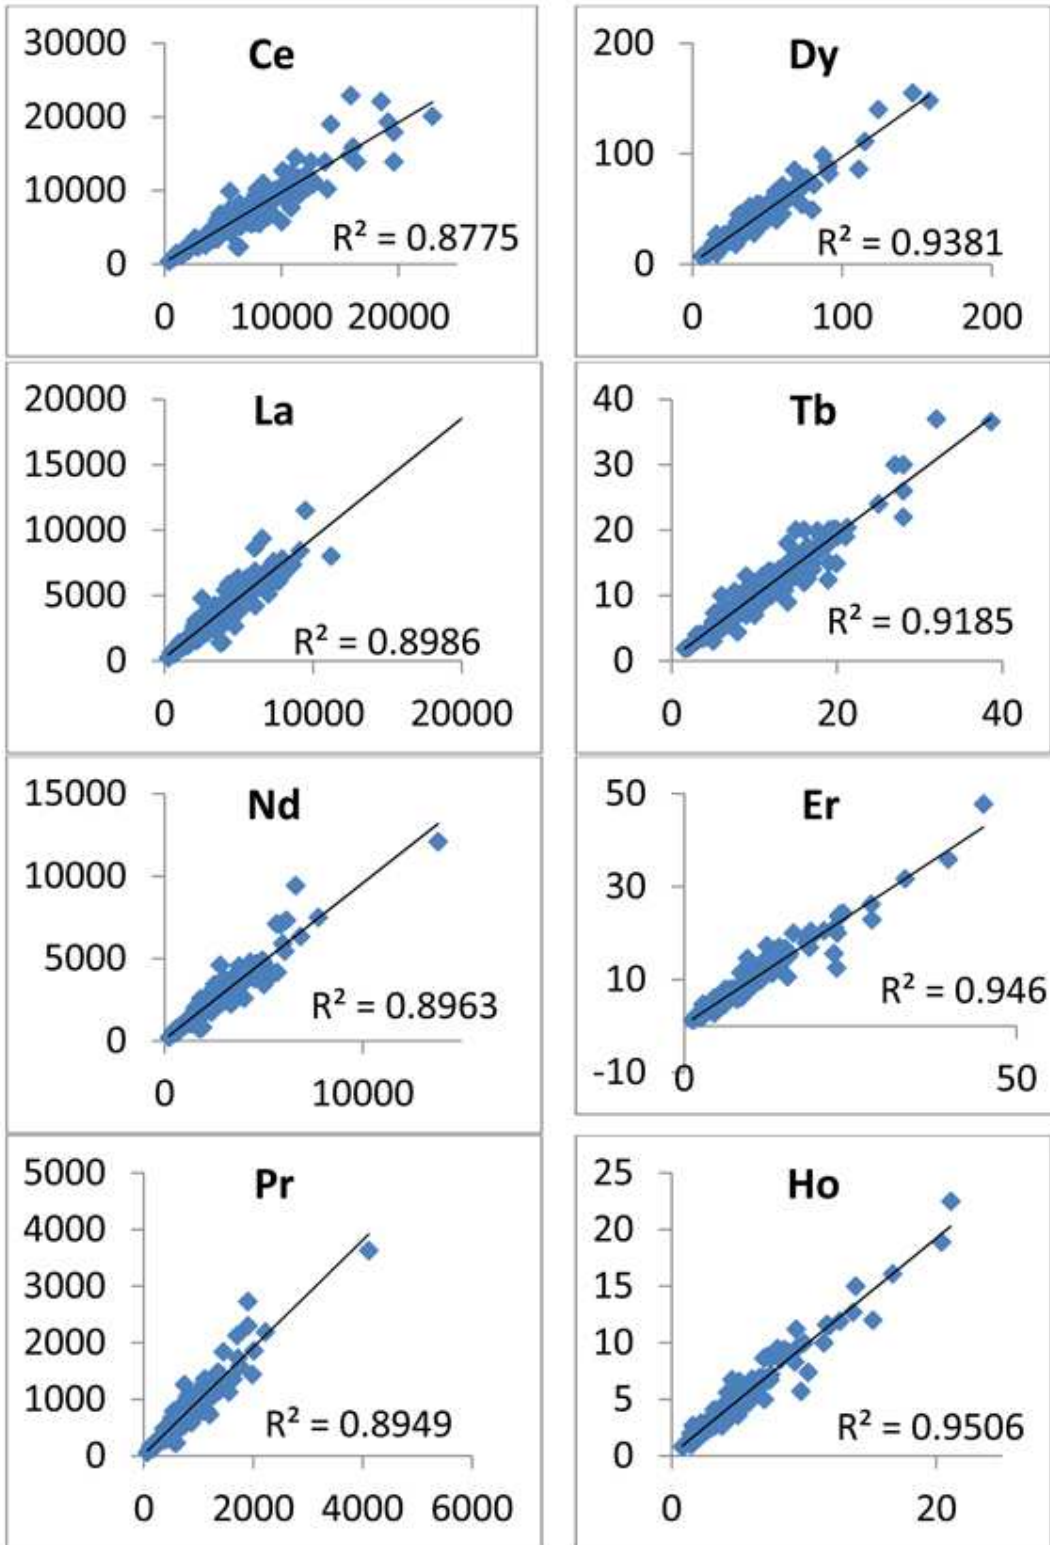 Ce
30000
20000
10000
0
R² = 0.8775
0 10000 20000
Dy
200
100
0
R² = 0.9381
0 100 200
La
20000
15000
10000
5000
0
R² = 0.8986
0 10000 20000
Tb
40
30
20
10
0
R² = 0.9185
0 20 40
Nd
15000
10000
5000
0
R² = 0.8963
0 10000
Er
50
30
10
-10
R² = 0.946
0 50
Pr
5000
4000
3000
2000
1000
0
R² = 0.8949
0 2000 4000 6000
Ho
25
20
15
10
5
0
R² = 0.9506
0 20